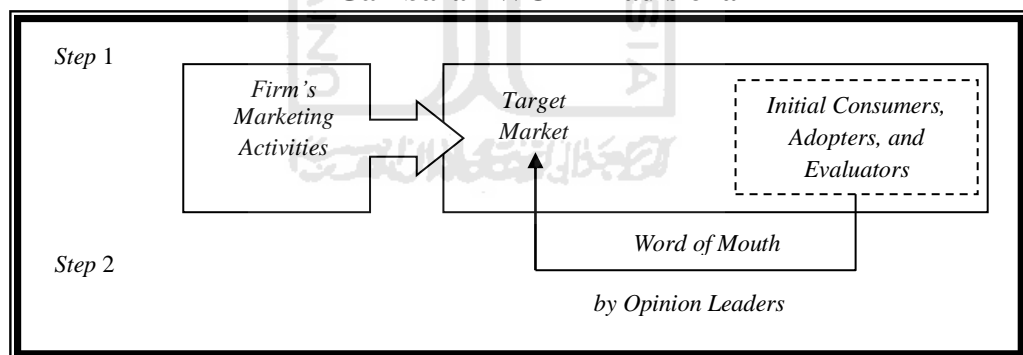 Step 1
Firm's
Marketing
Activities
Target
Market
Initial Consumers,
Adopters, and
Evaluators
Step 2
Word of Mouth
by Opinion Leaders